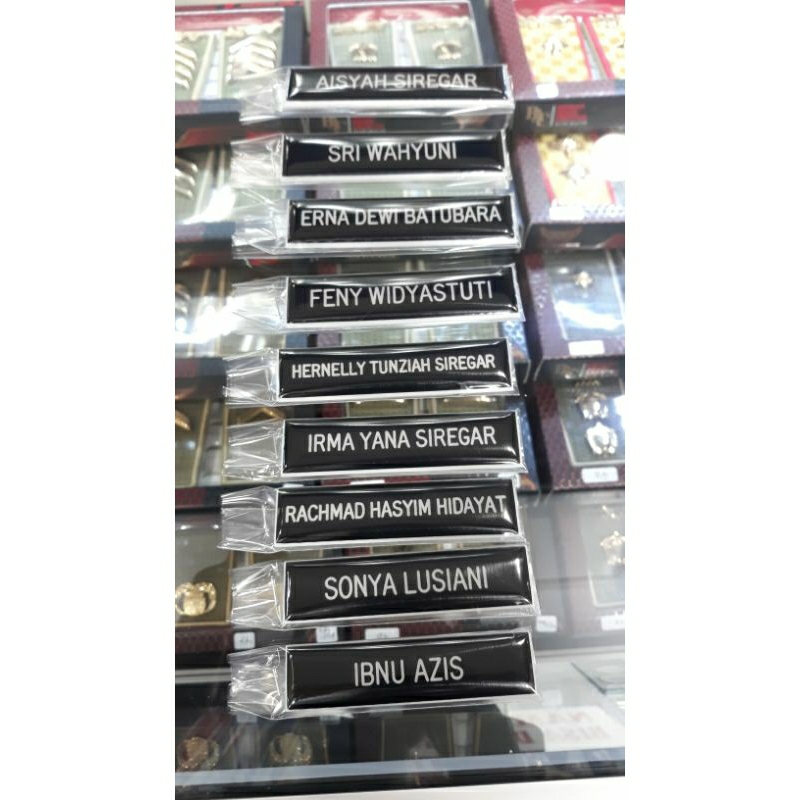 AISYAH SIREGAR
SRI WAHYUNI
ERNA DEWI BATUBARA
FENY WIDYASTUTI
HERNELLY TUNZIAH SIREGAR
IRMA YANA SIREGAR
RACHMAD HASYIM HIDAYAT
SONYA LUSIANI
IBNU AZIS